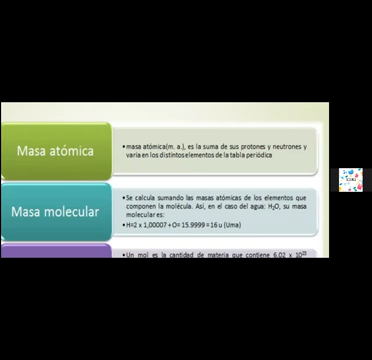 Masa atómica
•masa atómica(m. a.), es la suma de sus protones y neutrones y
varia en los distintos elementos de la tabla periódica
Masa molecular
•Se calcula sumando las masas atómicas de los elementos que
componen la molécula. Asi, en el caso del agua: H₂O, su masa
molecular es:
•H=2 x 1,00007 + O= 15.9999 = 16 u (Uma)
•Un mol es la cantidad de materia que contiene 6.02 x 10²³